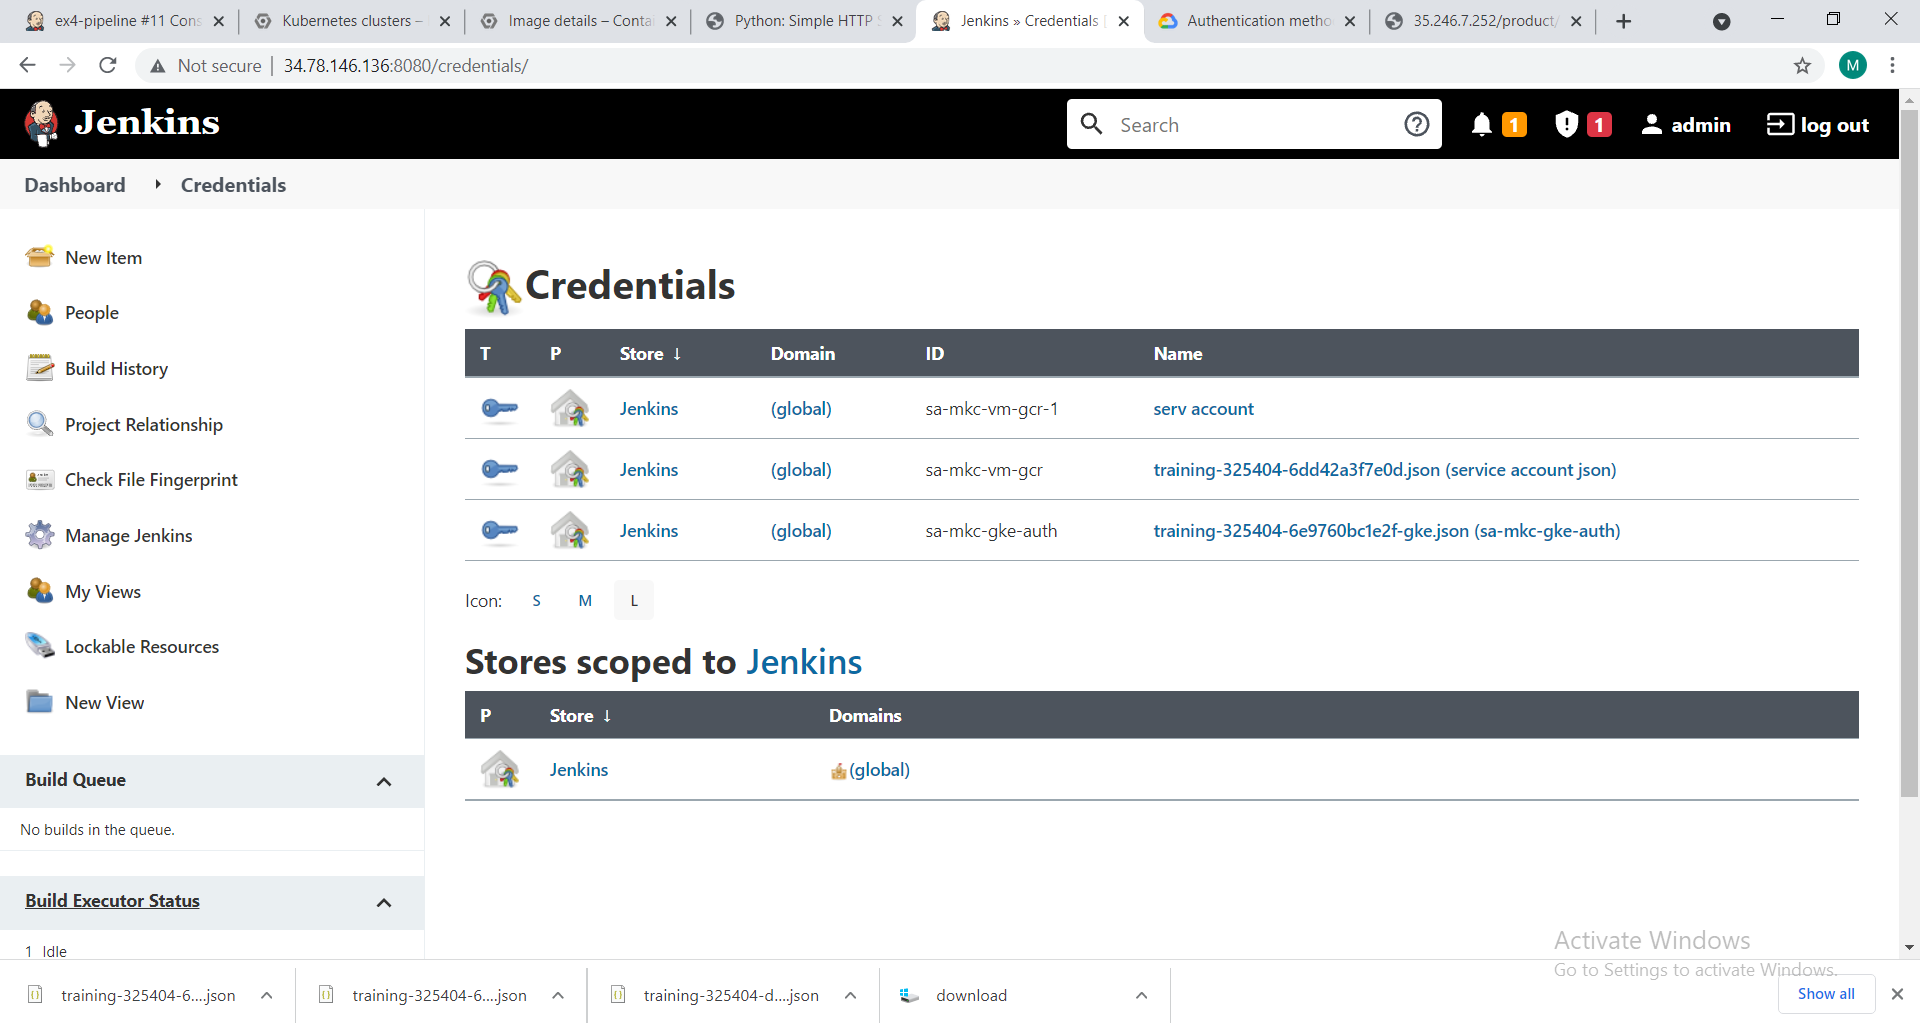 ex4-pipeline #11 Cons
Kubernetes clusters –
Image details – Conta
Python: Simple HTTP S
Jenkins » Credentials [
Authentication metho
35.246.7.252/product/
Not secure | 34.78.146.136:8080/credentials/
M
Jenkins
Search
1
1
admin
log out
Dashboard
Credentials
New Item
People
Build History
Project Relationship
Check File Fingerprint
Manage Jenkins
My Views
Lockable Resources
New View
Build Queue
No builds in the queue.
Build Executor Status
1 Idle
Credentials
T P Store ↓ Domain ID Name
Jenkins (global) sa-mkc-vm-gcr-1 serv account
Jenkins (global) sa-mkc-vm-gcr training-325404-6dd42a3f7e0d.json (service account json)
Jenkins (global) sa-mkc-gke-auth training-325404-6e9760bc1e2f-gke.json (sa-mkc-gke-auth)
Icon: S M L
Stores scoped to Jenkins
P Store ↓ Domains
Jenkins (global)
Activate Windows
Go to Settings to activate Windows.
training-325404-6....json
training-325404-6....json
training-325404-d....json
download
Show all